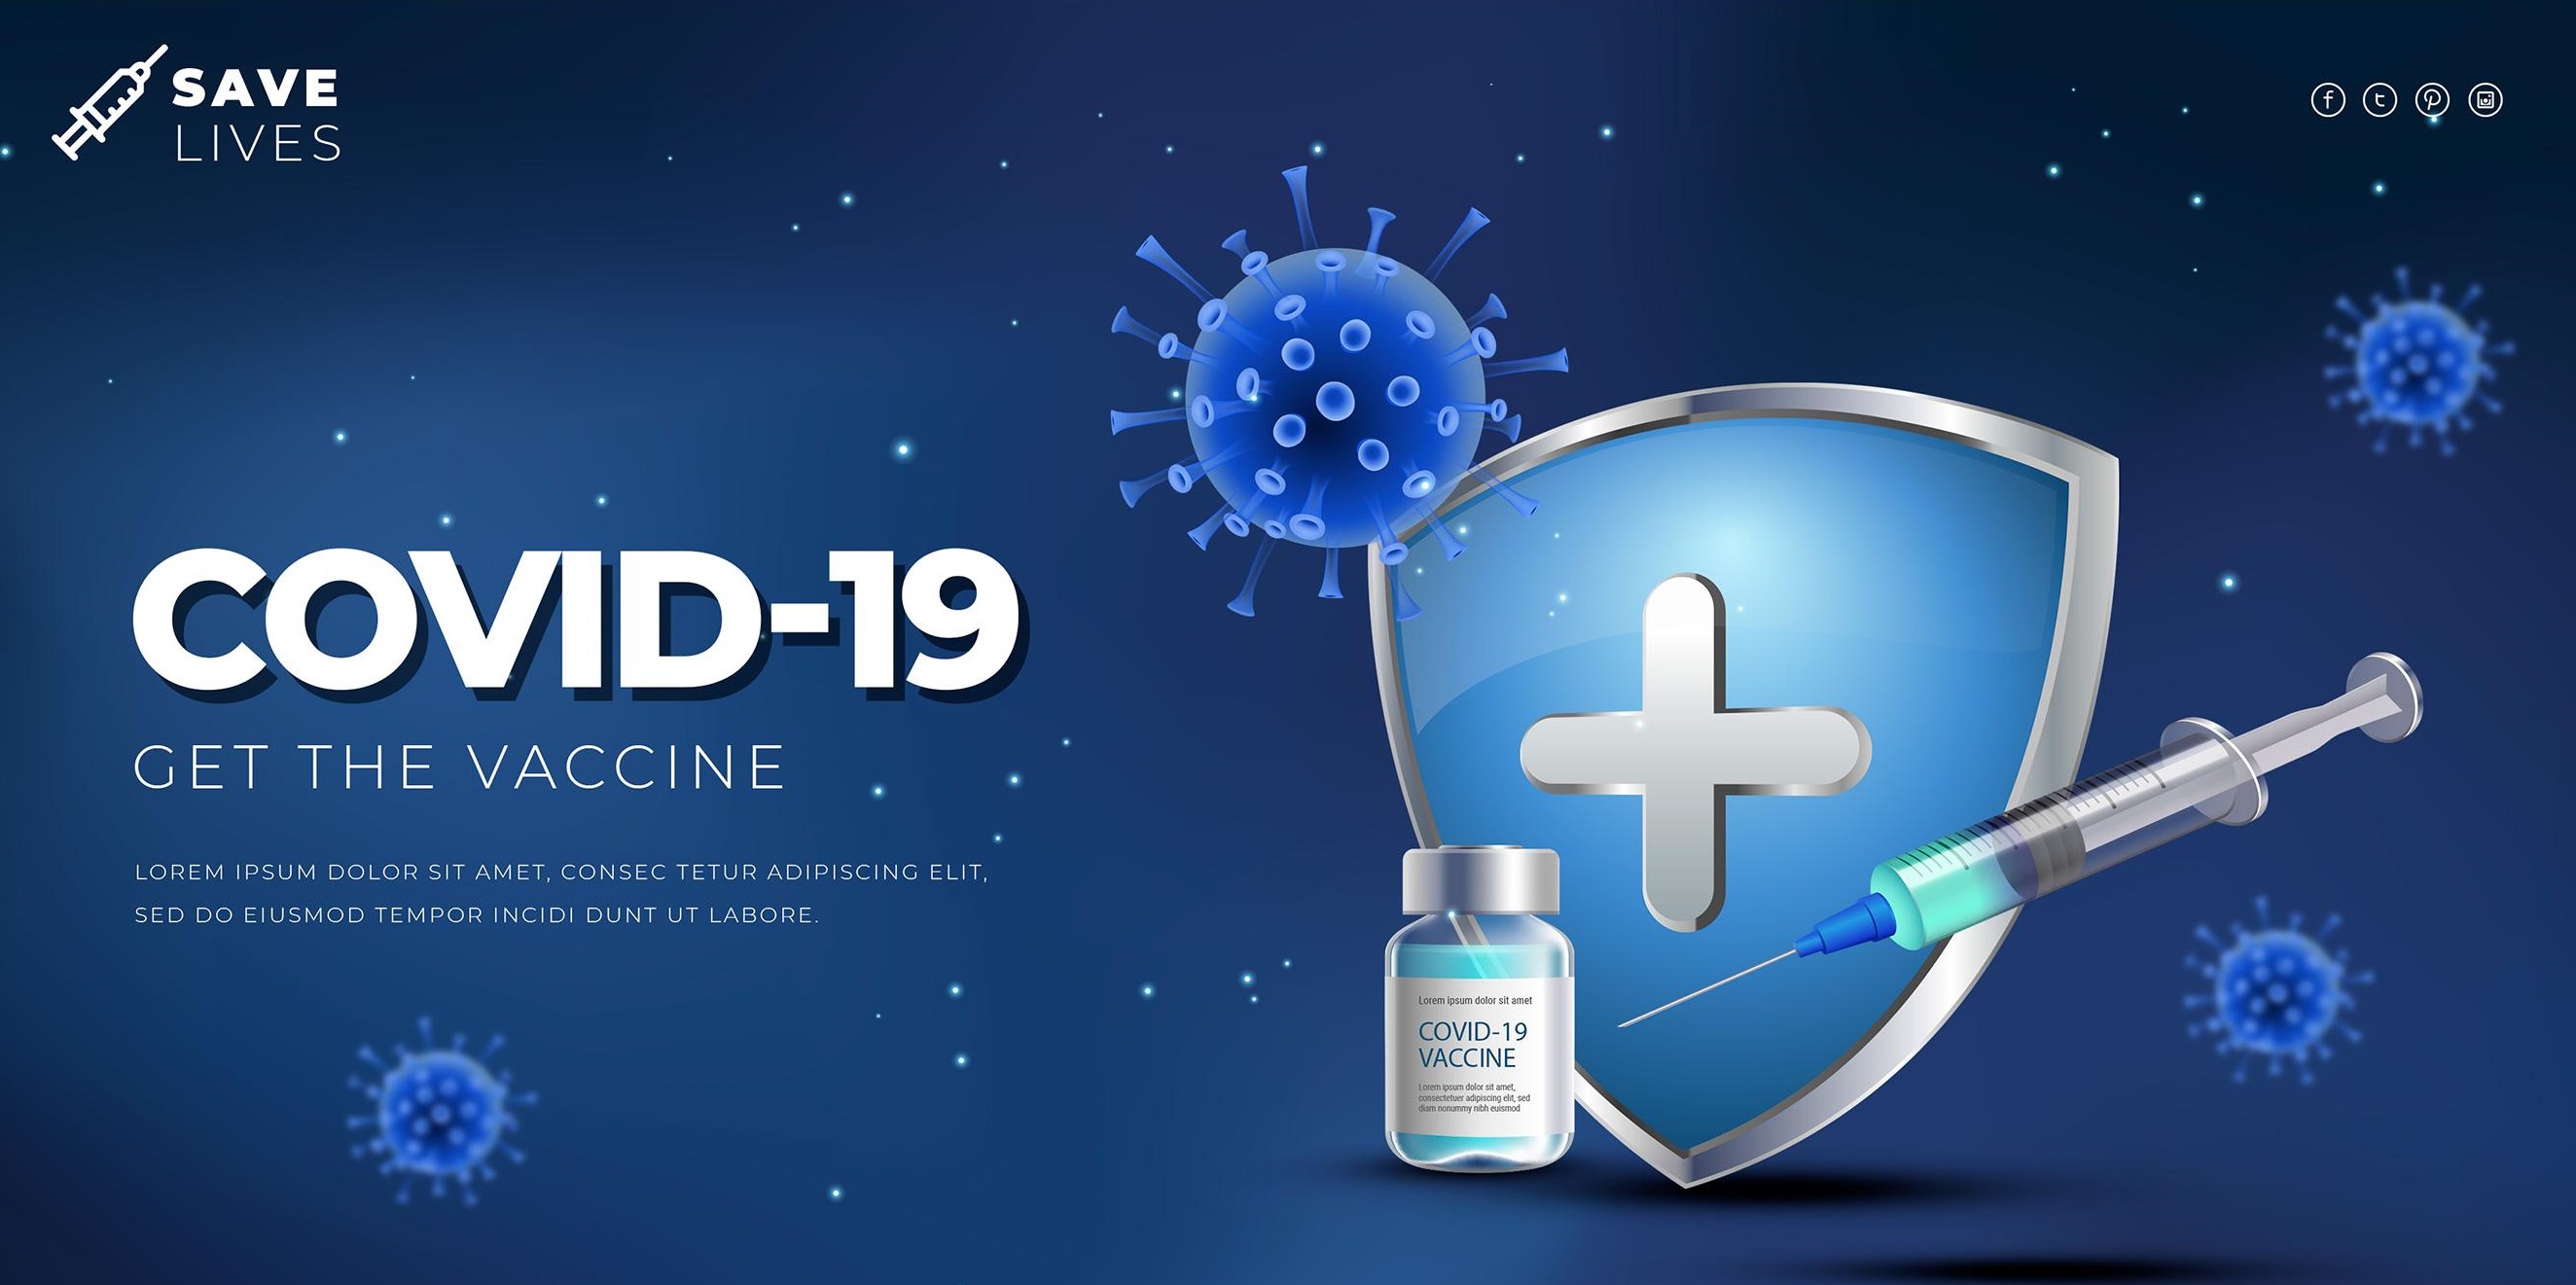 SAVE
LIVES
COVID-19
GET THE VACCINE
LOREM IPSUM DOLOR SIT AMET, CONSEC TETUR ADIPISCING ELIT,
SED DO EIUSMOD TEMPOR INCIDI DUNT UT LABORE.
Lorem ipsum dolor sit amet
COVID-19
VACCINE
Lorem ipsum dolor sit amet,
consectetuer adipiscing elit, sed
diam nonummy nibh euismod